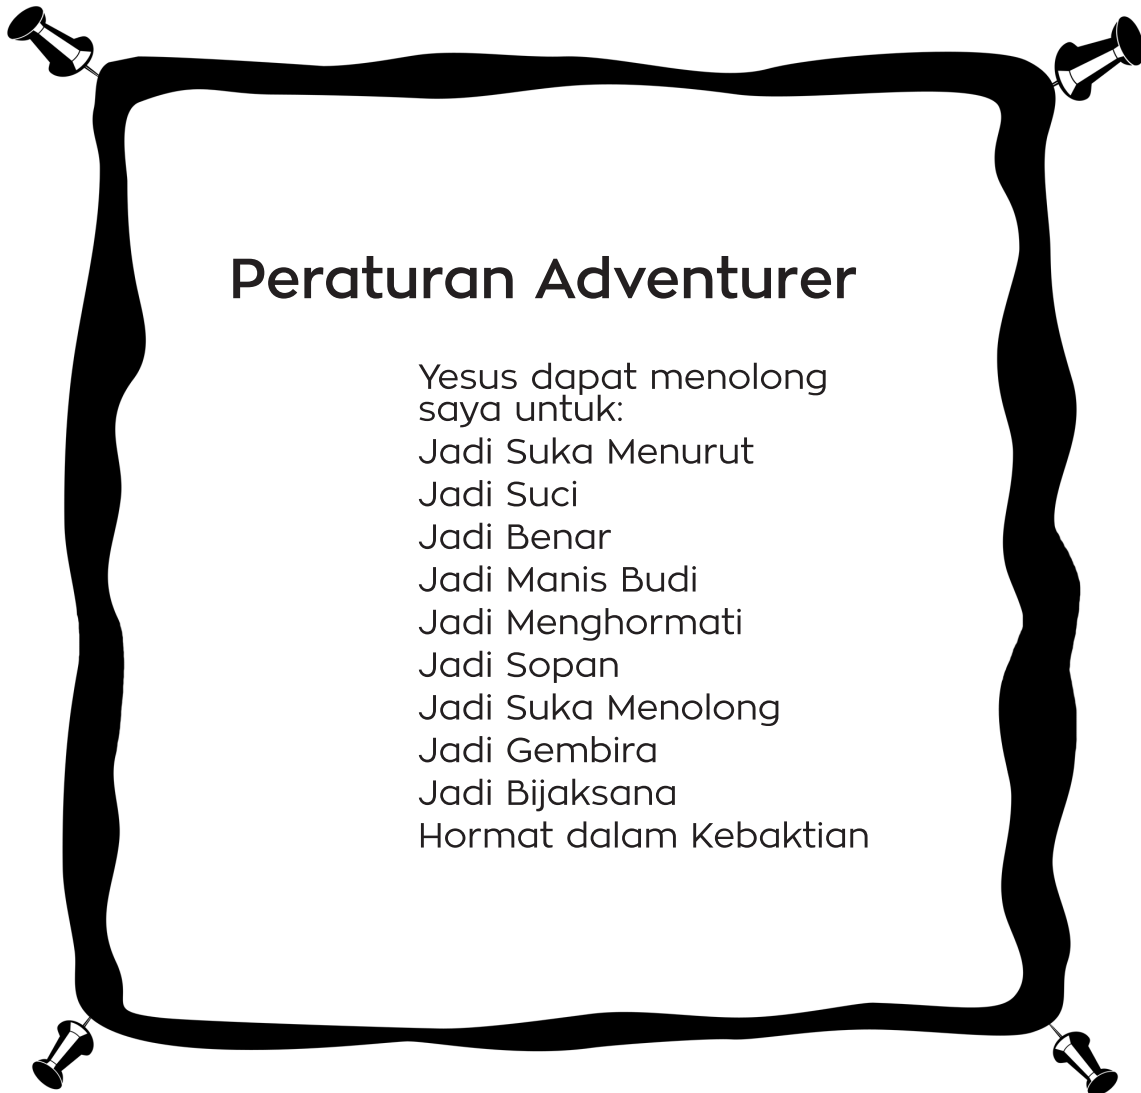 Peraturan Adventurer
Yesus dapat menolong
saya untuk:
Jadi Suka Menurut
Jadi Suci
Jadi Benar
Jadi Manis Budi
Jadi Menghormati
Jadi Sopan
Jadi Suka Menolong
Jadi Gembira
Jadi Bijaksana
Hormat dalam Kebaktian